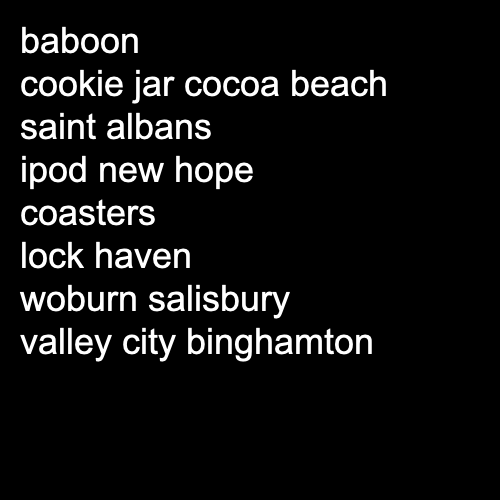 baboon
cookie jar cocoa beach
saint albans
ipod new hope
coasters
lock haven
woburn salisbury
valley city binghamton